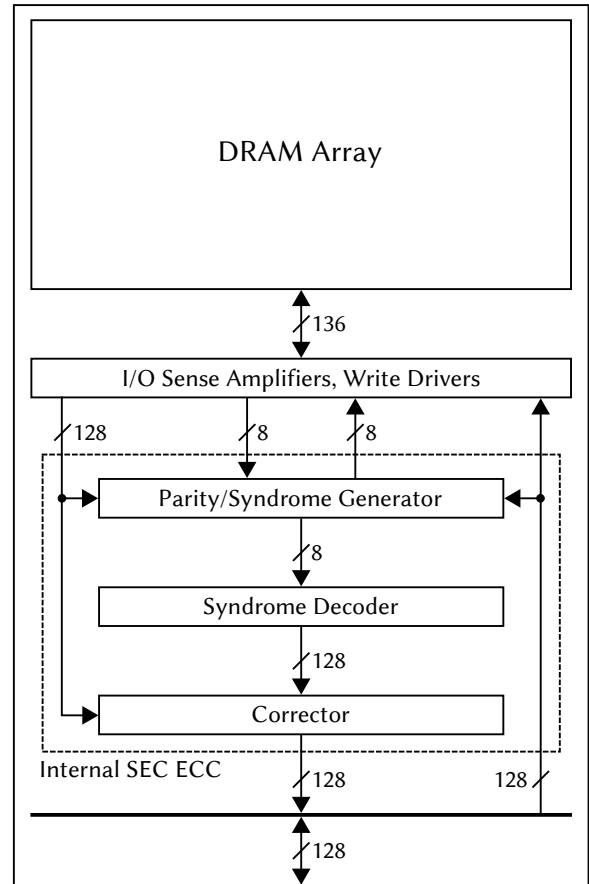 DRAM Array
136
I/O Sense Amplifiers, Write Drivers
128
8
8
Parity/Syndrome Generator
8
Syndrome Decoder
128
Corrector
Internal SEC ECC
128
128
128